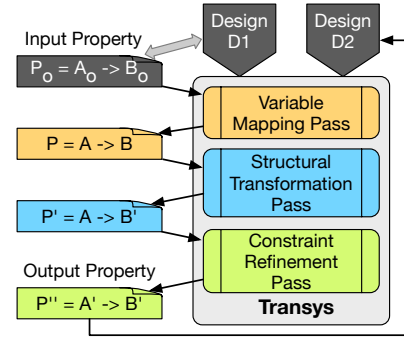 Design
D1
Design
D2
Input Property
Pₒ = Aₒ -> Bₒ
Variable
Mapping Pass
P = A -> B
Structural
Transformation
Pass
P' = A -> B'
Constraint
Refinement
Pass
Output Property
P'' = A' -> B'
Transys